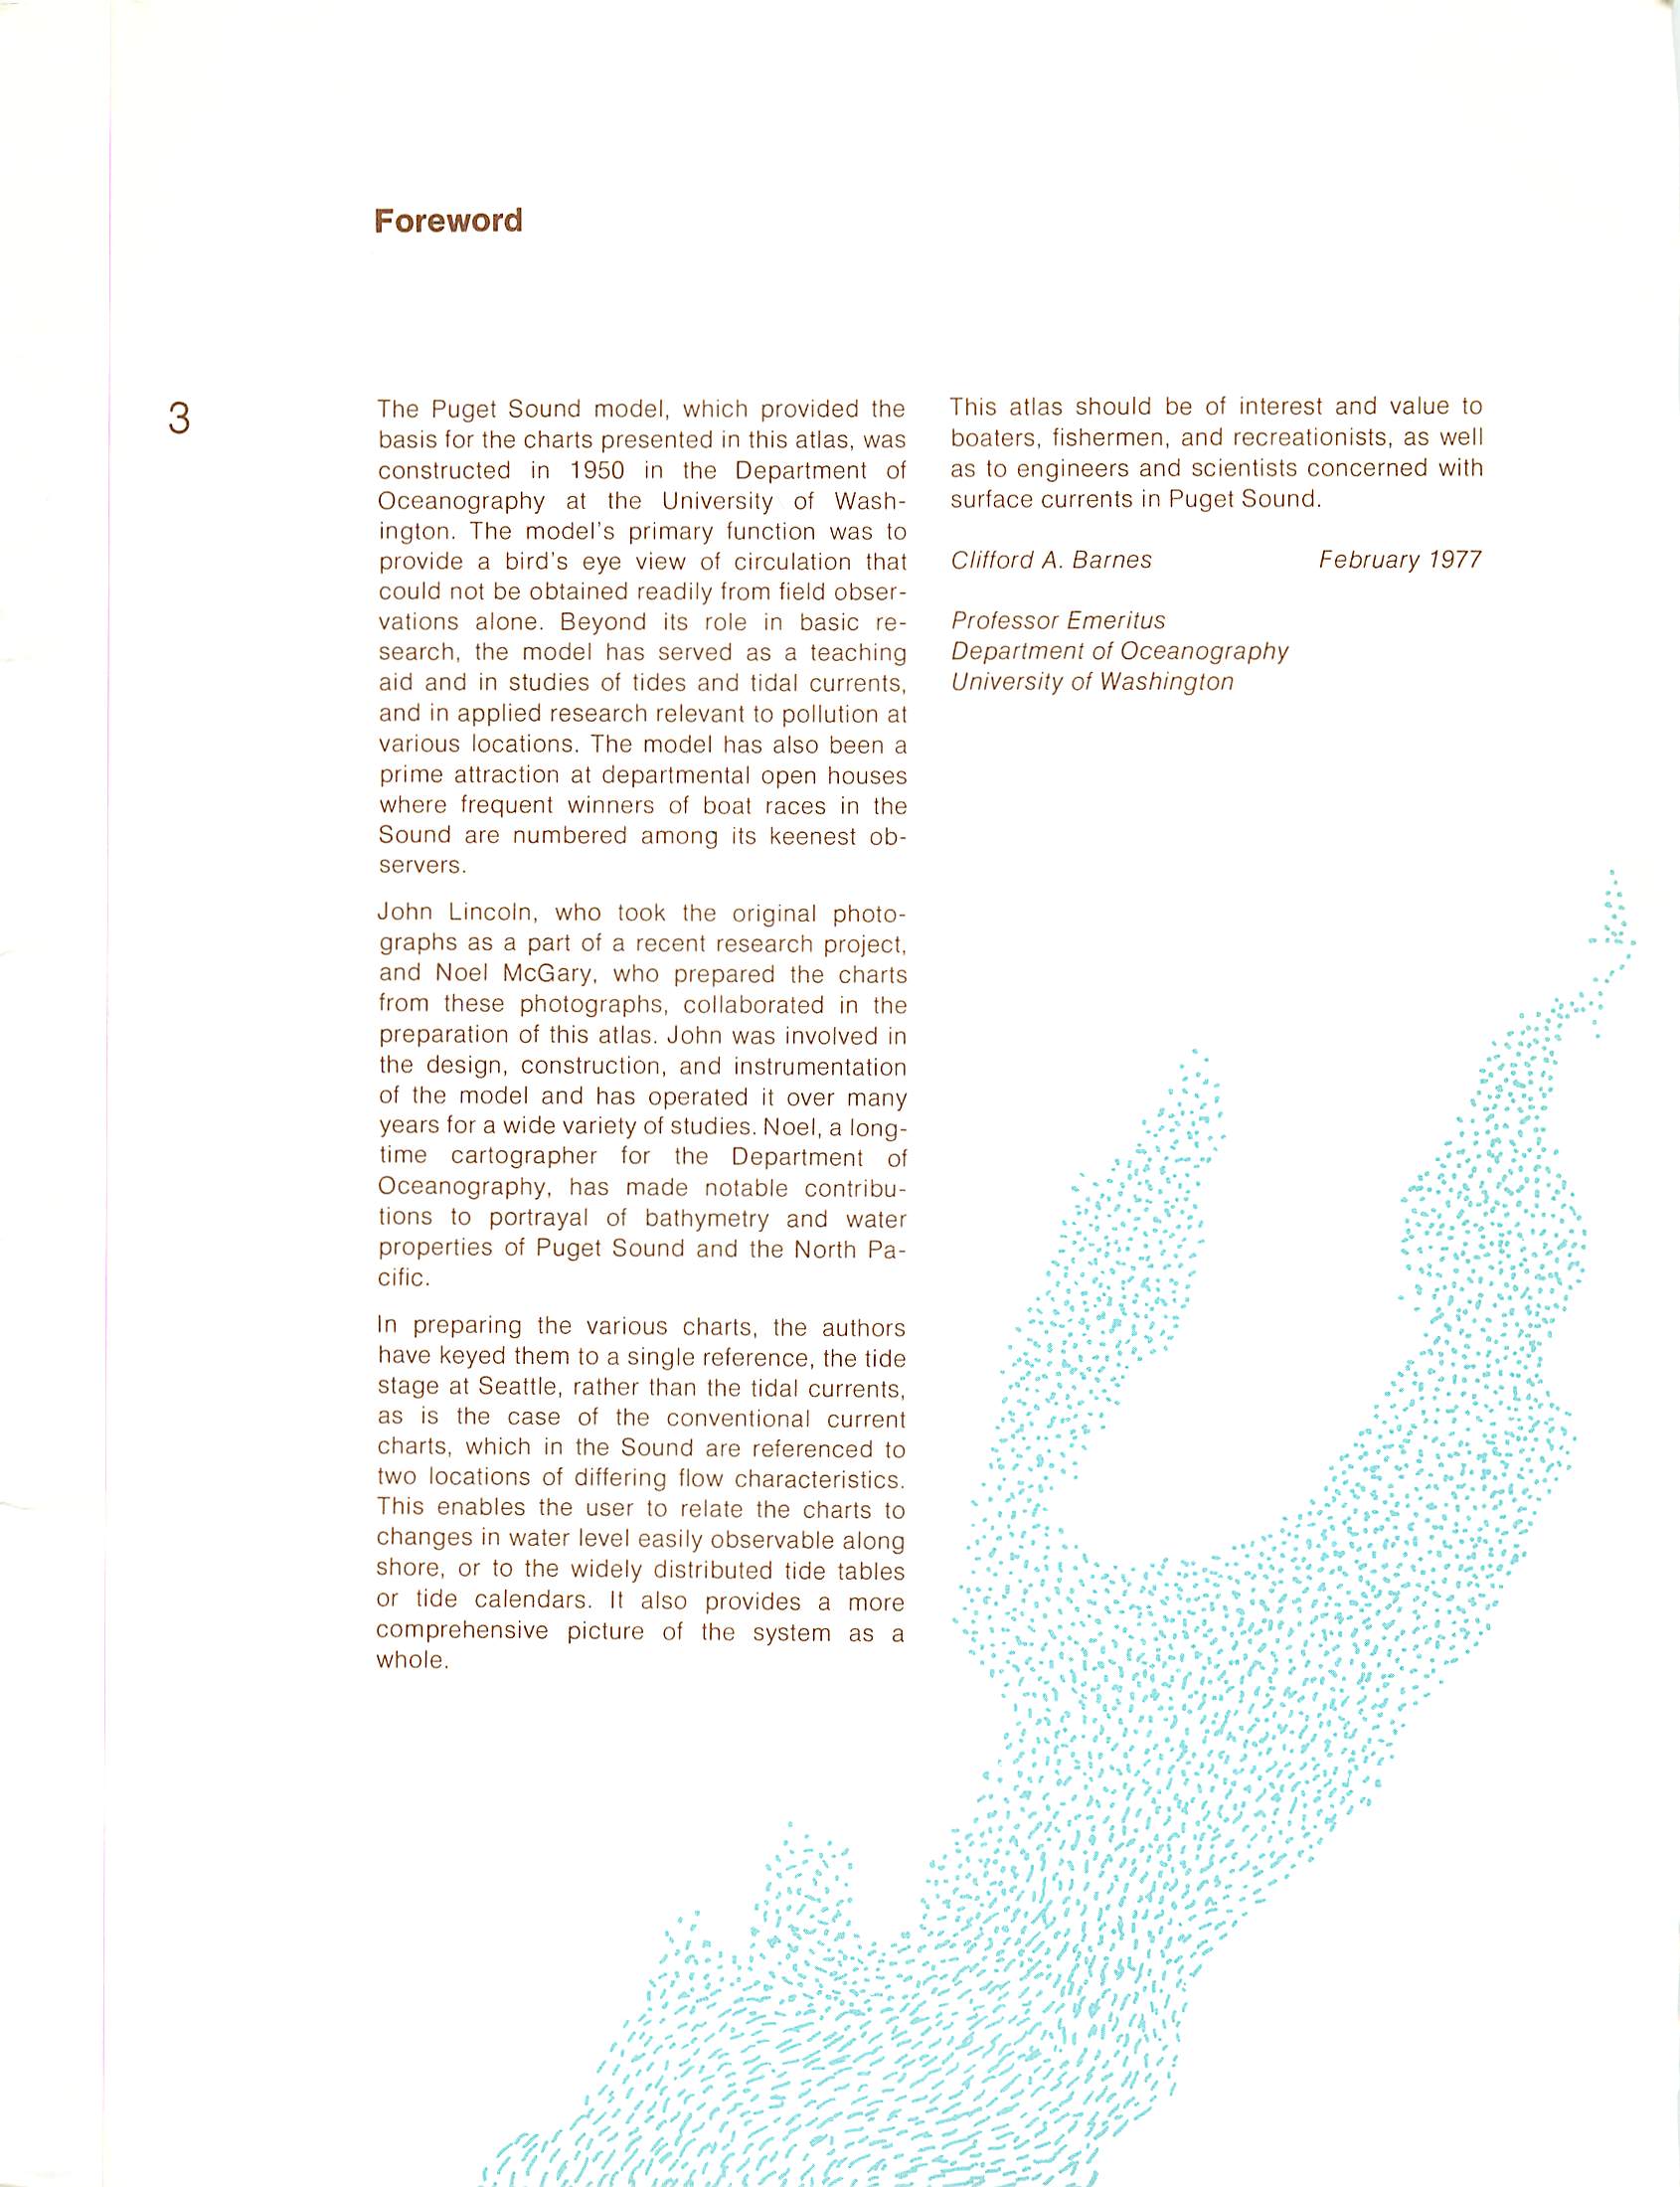 Foreword
3
The Puget Sound model, which provided the
basis for the charts presented in this atlas, was
constructed in 1950 in the Department of
Oceanography at the University of Wash-
ington. The model's primary function was to
provide a bird's eye view of circulation that
could not be obtained readily from field obser-
vations alone. Beyond its role in basic re-
search, the model has served as a teaching
aid and in studies of tides and tidal currents,
and in applied research relevant to pollution at
various locations. The model has also been a
prime attraction at departmental open houses
where frequent winners of boat races in the
Sound are numbered among its keenest ob-
servers.
John Lincoln, who took the original photo-
graphs as a part of a recent research project,
and Noel McGary, who prepared the charts
from these photographs, collaborated in the
preparation of this atlas. John was involved in
the design, construction, and instrumentation
of the model and has operated it over many
years for a wide variety of studies. Noel, a long-
time cartographer for the Department of
Oceanography, has made notable contribu-
tions to portrayal of bathymetry and water
properties of Puget Sound and the North Pa-
cific.
In preparing the various charts, the authors
have keyed them to a single reference, the tide
stage at Seattle, rather than the tidal currents,
as is the case of the conventional current
charts, which in the Sound are referenced to
two locations of differing flow characteristics.
This enables the user to relate the charts to
changes in water level easily observable along
shore, or to the widely distributed tide tables
or tide calendars. It also provides a more
comprehensive picture of the system as a
whole.
This atlas should be of interest and value to
boaters, fishermen, and recreationists, as well
as to engineers and scientists concerned with
surface currents in Puget Sound.
Clifford A. Barnes February 1977
Professor Emeritus
Department of Oceanography
University of Washington